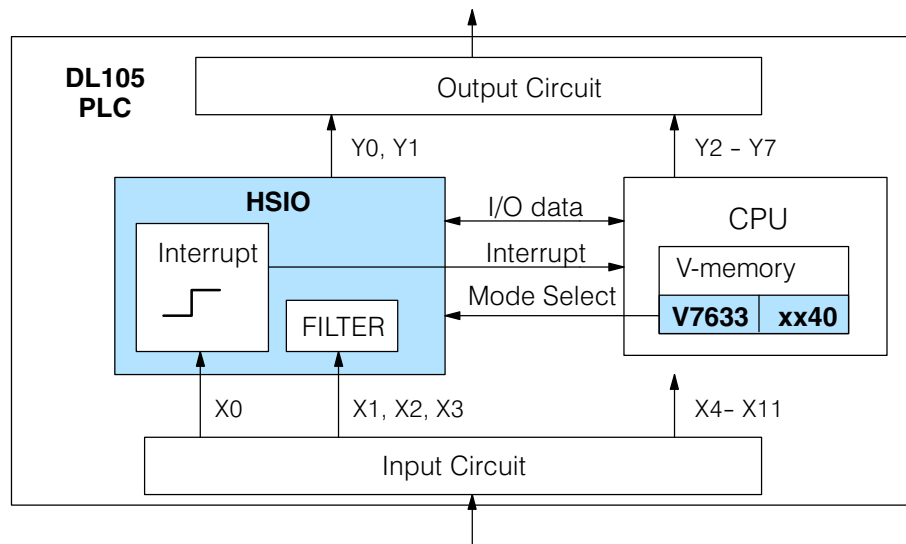 DL105
PLC
Output Circuit
Y0, Y1
Y2 – Y7
HSIO
I/O data
CPU
Interrupt
Interrupt
V-memory
Mode Select
V7633
xx40
FILTER
X0
X1, X2, X3
X4– X11
Input Circuit